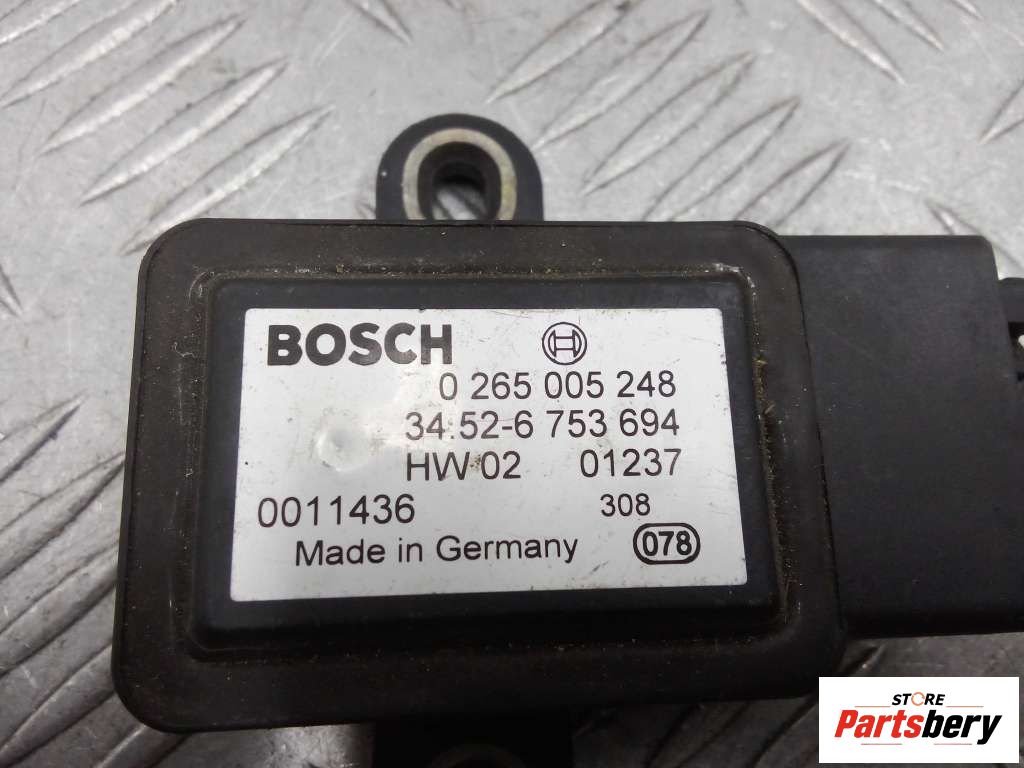 BOSCH
0 265 005 248
34.52-6 753 694
HW 02 01237
0011436 308
Made in Germany 078
STORE
Partsbery